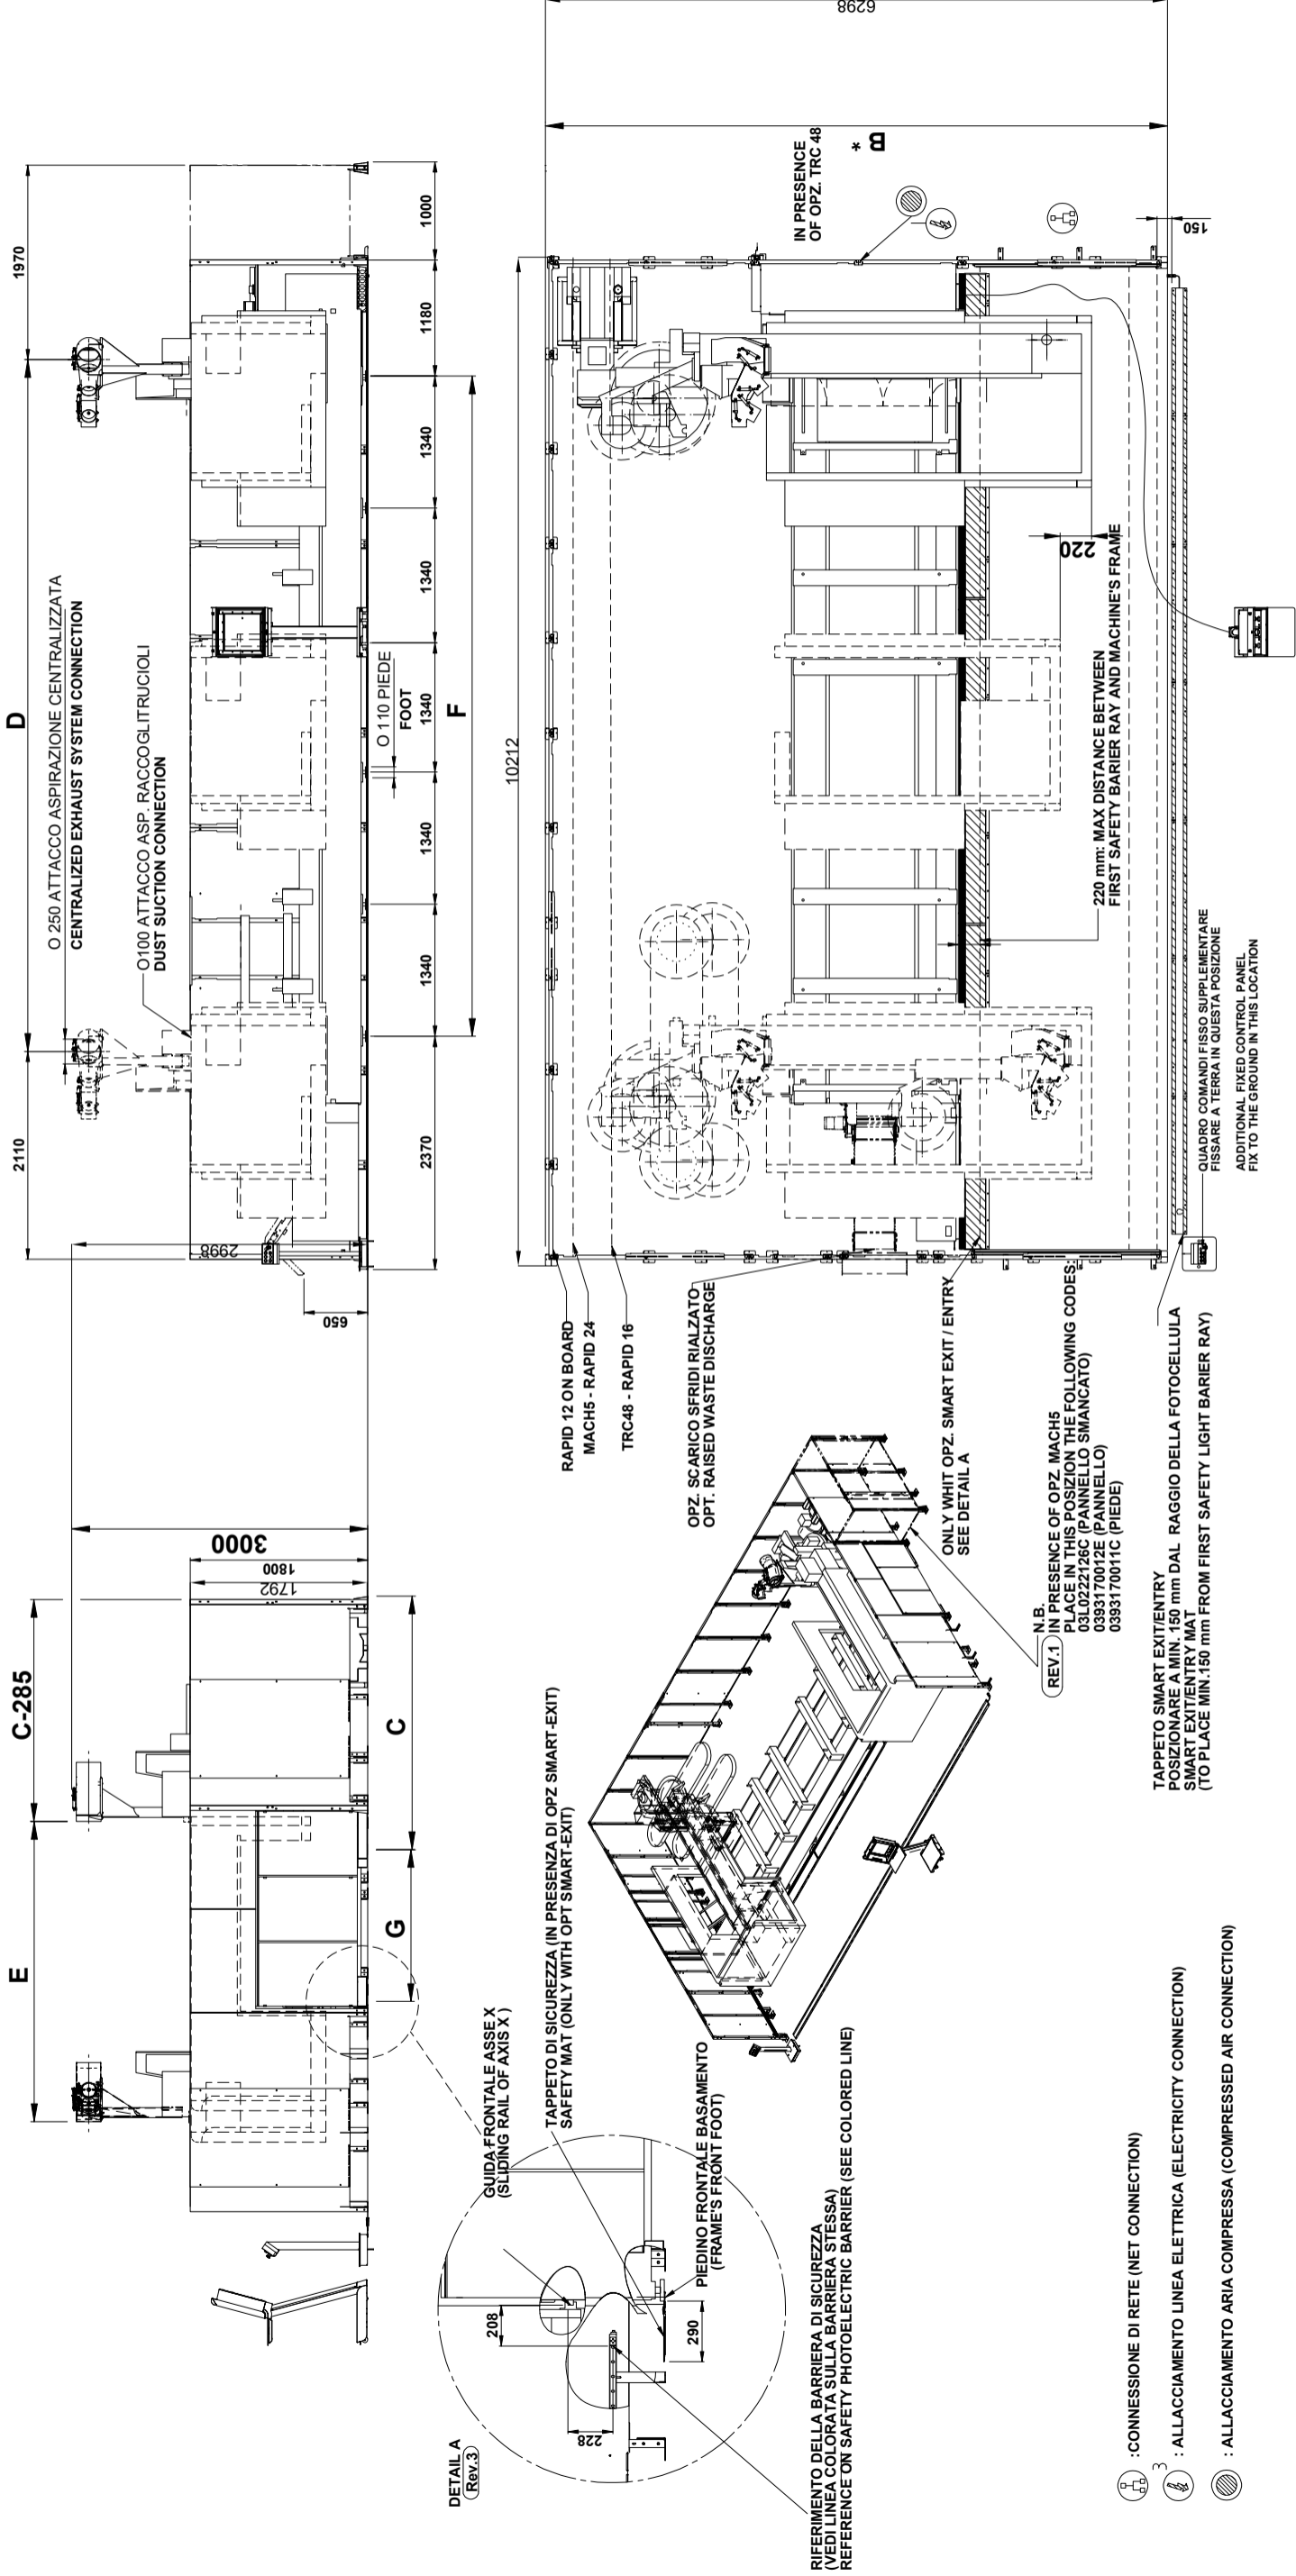 E
C-285
3000
1800
1792
G
C
2110
D
1970
O 250 ATTACCO ASPIRAZIONE CENTRALIZZATA
CENTRALIZED EXHAUST SYSTEM CONNECTION
O100 ATTACCO ASP. RACCOGLITRUCIOLI
DUST SUCTION CONNECTION
2998
650
O 110 PIEDE
FOOT
2370
1340
1340
1340
1340
1340
1180
1000
F
DETAIL A
Rev.3
GUIDA FRONTALE ASSE X
(SLIDING RAIL OF AXIS X )
TAPPETO DI SICUREZZA (IN PRESENZA DI OPZ SMART-EXIT)
SAFETY MAT (ONLY WITH OPT SMART-EXIT)
208
228
290
PIEDINO FRONTALE BASAMENTO
(FRAME'S FRONT FOOT)
RIFERIMENTO DELLA BARRIERA DI SICUREZZA
(VEDI LINEA COLORATA SULLA BARRIERA STESSA)
REFERENCE ON SAFETY PHOTOELECTRIC BARRIER (SEE COLORED LINE)
10212
RAPID 12 ON BOARD
MACH5 - RAPID 24
TRC48 - RAPID 16
OPZ. SCARICO SFRIDI RIALZATO
OPT. RAISED WASTE DISCHARGE
ONLY WHIT OPZ. SMART EXIT / ENTRY
SEE DETAIL A
N.B.
REV.1
IN PRESENCE OF OPZ. MACH5
PLACE IN THIS POSITION THE FOLLOWING CODES:
03L0222126C (PANNELLO SMANCATO)
0393170012E (PANNELLO)
0393170011C (PIEDE)
TAPPETO SMART EXIT/ENTRY
POSIZIONARE A MIN. 150 mm DAL RAGGIO DELLA FOTOCELLULA
SMART EXIT/ENTRY MAT
(TO PLACE MIN.150 mm FROM FIRST SAFETY LIGHT BARIER RAY)
IN PRESENCE
OF OPZ. TRC 48
* B
6298
150
220
220 mm: MAX DISTANCE BETWEEN
FIRST SAFETY BARIER RAY AND MACHINE'S FRAME
QUADRO COMANDI FISSO SUPPLEMENTARE
FISSARE A TERRA IN QUESTA POSIZIONE
ADDITIONAL FIXED CONTROL PANEL
FIX TO THE GROUND IN THIS LOCATION
:CONNESSIONE DI RETE (NET CONNECTION)
3
: ALLACCIAMENTO LINEA ELETTRICA (ELECTRICITY CONNECTION)
: ALLACCIAMENTO ARIA COMPRESSA (COMPRESSED AIR CONNECTION)